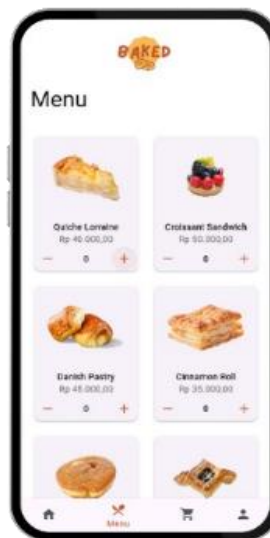 BAKED
Menu
Quiche Lorraine
Rp 40.000,00
− 0 +
Croissant Sandwich
Rp 50.000,00
− 0 +
Danish Pastry
Rp 45.000,00
− 0 +
Cinnamon Roll
Rp 35.000,00
− 0 +
Menu